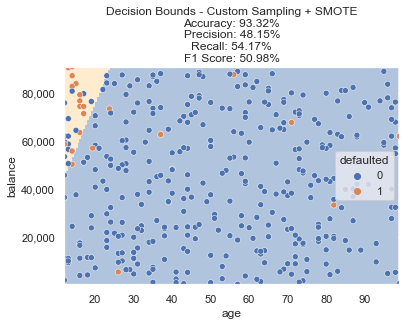 Decision Bounds - Custom Sampling + SMOTE
Accuracy: 93.32%
Precision: 48.15%
Recall: 54.17%
F1 Score: 50.98%
80,000
60,000
40,000
20,000
balance
defaulted
0
1
20 30 40 50 60 70 80 90
age